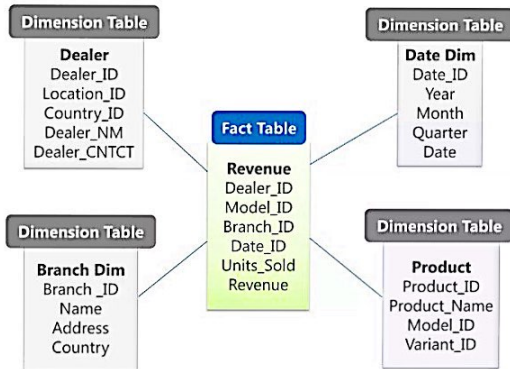 Dimension Table
Dealer
Dealer_ID
Location_ID
Country_ID
Dealer_NM
Dealer_CNTCT
Dimension Table
Date Dim
Date_ID
Year
Month
Quarter
Date
Fact Table
Revenue
Dealer_ID
Model_ID
Branch_ID
Date_ID
Units_Sold
Revenue
Dimension Table
Branch Dim
Branch _ID
Name
Address
Country
Dimension Table
Product
Product_ID
Product_Name
Model_ID
Variant_ID